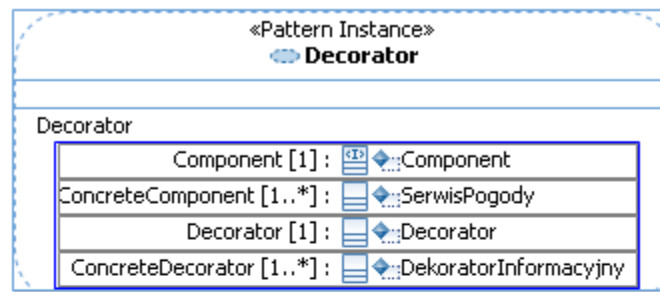 «Pattern Instance»
Decorator
Decorator
Component [1] : Component
ConcreteComponent [1..*] : SerwisPogody
Decorator [1] : Decorator
ConcreteDecorator [1..*] : DekoratorInformacyjny